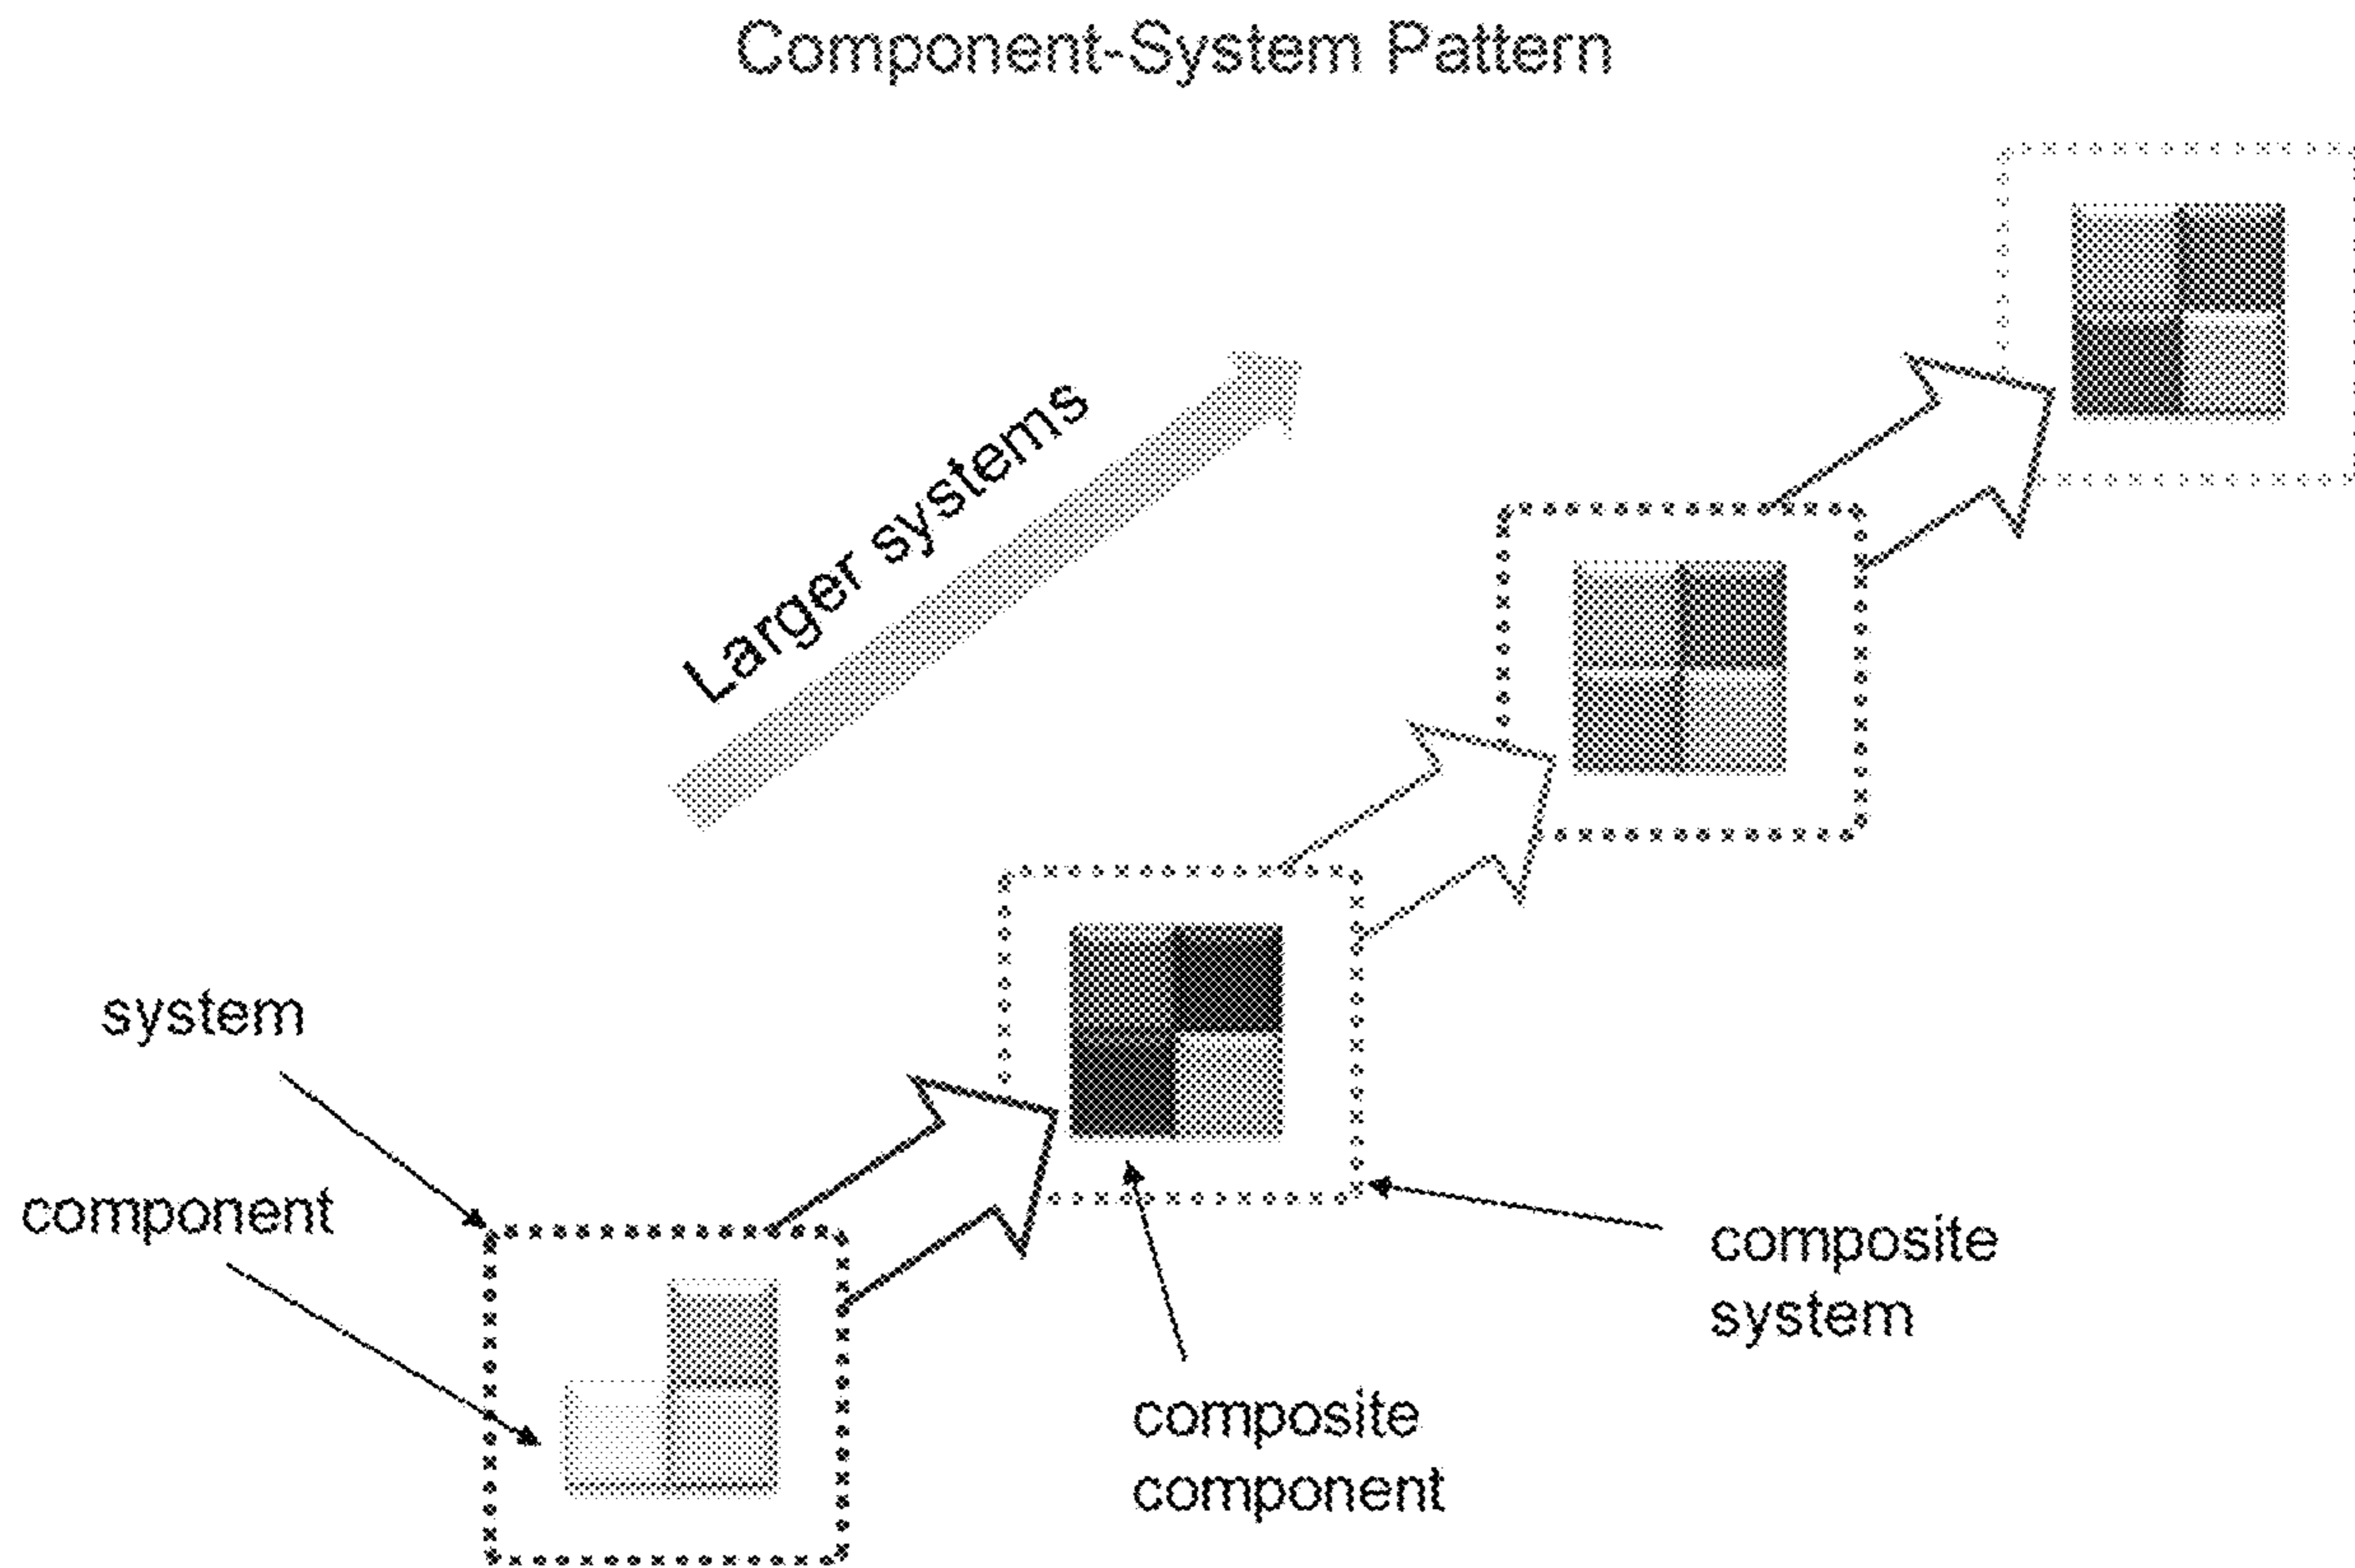 Component-System Pattern
Larger systems
system
component
composite
system
composite
component